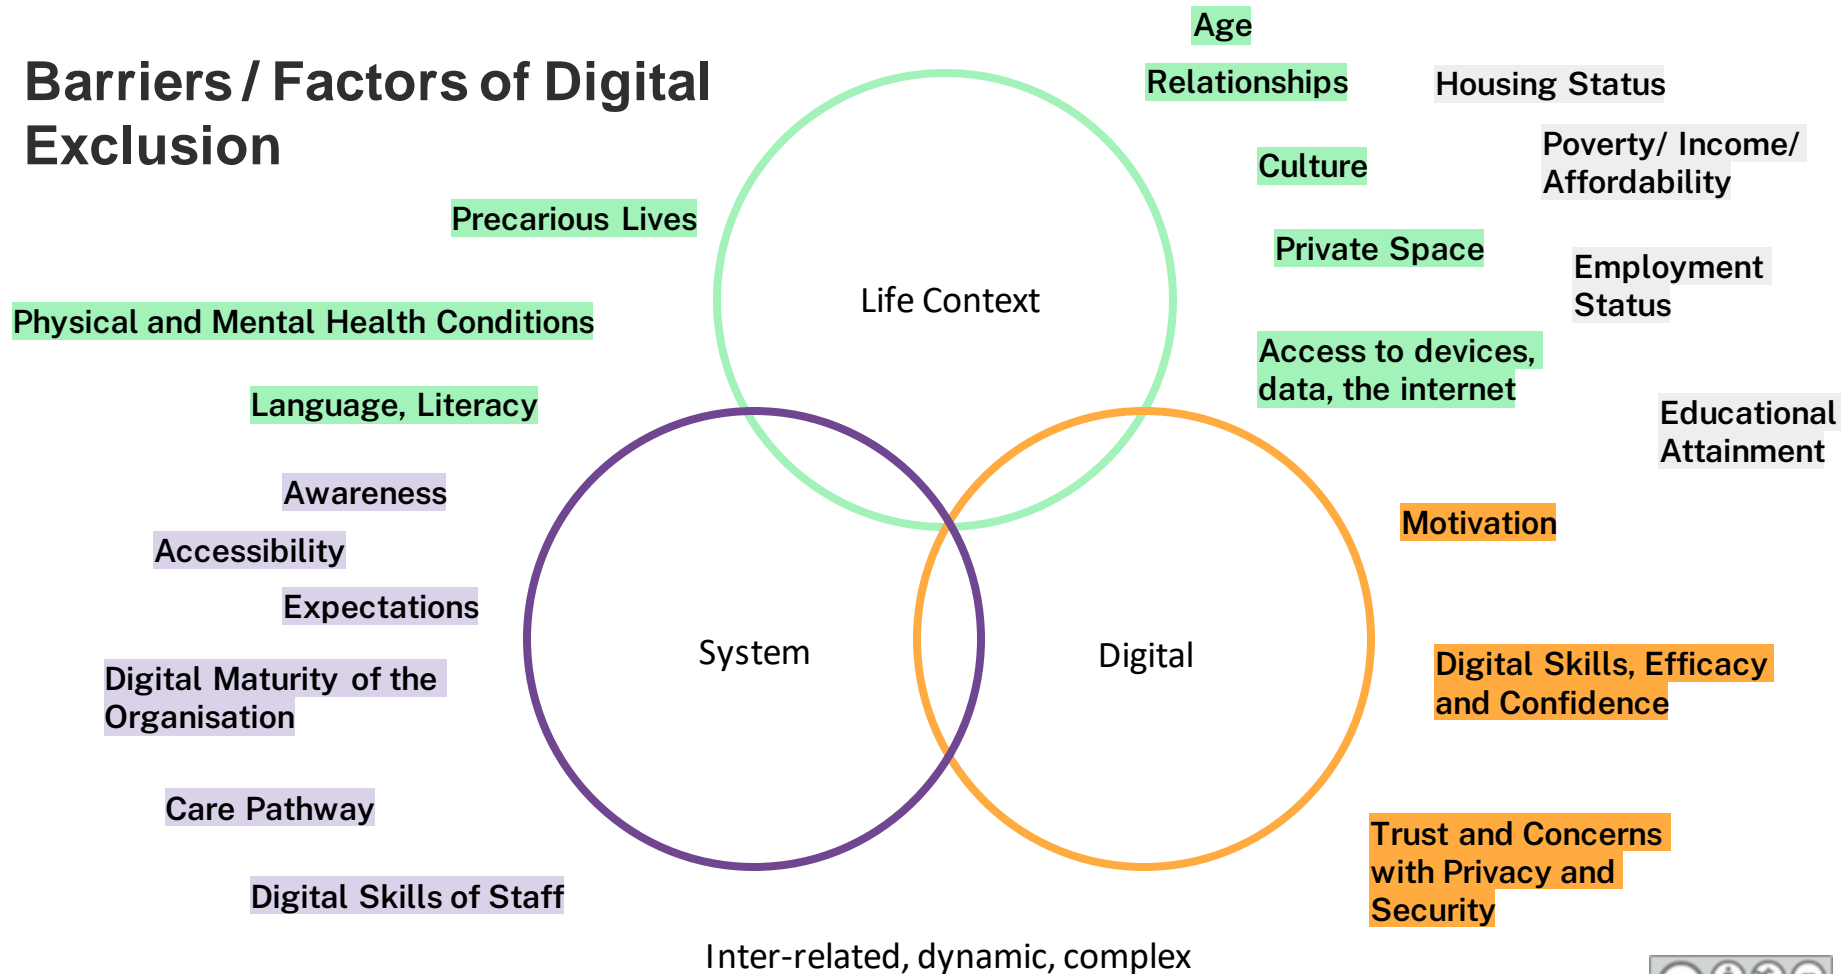 Barriers / Factors of Digital
Exclusion
Age
Relationships
Housing Status
Poverty/ Income/
Affordability
Culture
Precarious Lives
Private Space
Employment
Status
Life Context
Physical and Mental Health Conditions
Access to devices,
data, the internet
Language, Literacy
Educational
Attainment
Awareness
Motivation
Accessibility
Expectations
System
Digital
Digital Maturity of the
Organisation
Digital Skills, Efficacy
and Confidence
Care Pathway
Trust and Concerns
with Privacy and
Security
Digital Skills of Staff
Inter-related, dynamic, complex